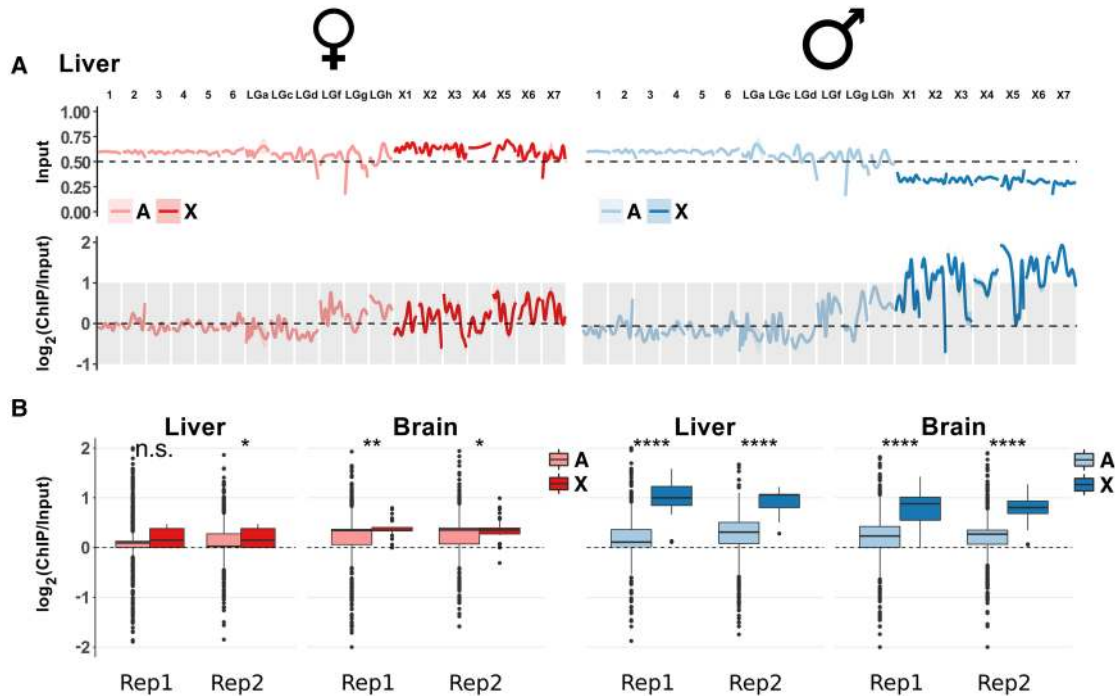 ♀ ♂
A Liver
1 2 3 4 5 6 LGa LGc LGd LGf LGg LGh X1 X2 X3 X4 X5 X6 X7
1 2 3 4 5 6 LGa LGc LGd LGf LGg LGh X1 X2 X3 X4 X5 X6 X7
Input
1.00
0.75
0.50
0.25
0.00
A X
A X
log2(ChIP/Input)
2
1
0
-1
B
Liver Brain Liver Brain
n.s. * ** * **** **** **** ****
A
X
A
X
log2(ChIP/Input)
2
1
0
-1
-2
Rep1 Rep2 Rep1 Rep2 Rep1 Rep2 Rep1 Rep2